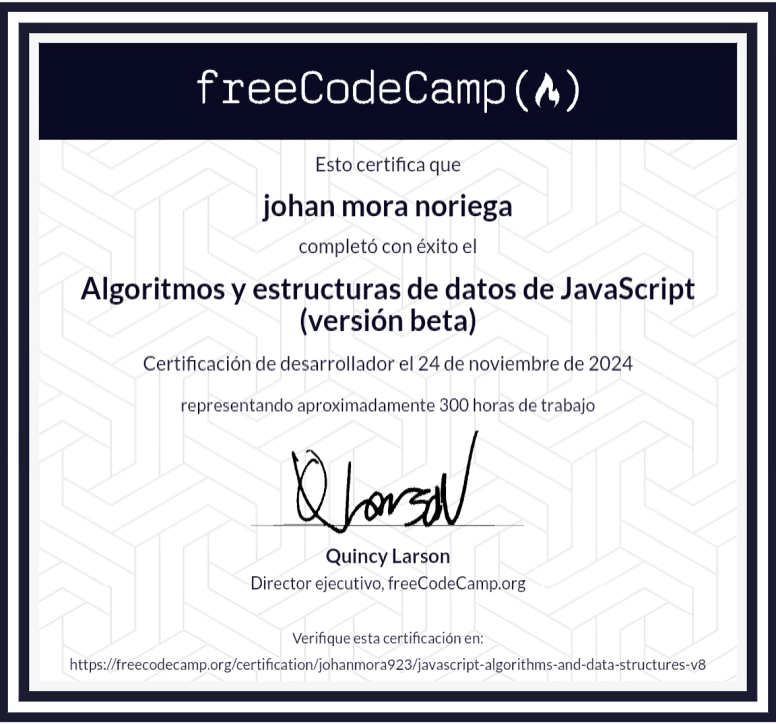 freeCodeCamp
Esto certifica que
johan mora noriega
completó con éxito el
Algoritmos y estructuras de datos de JavaScript
(versión beta)
Certificación de desarrollador el 24 de noviembre de 2024
representando aproximadamente 300 horas de trabajo
Q Larson
Quincy Larson
Director ejecutivo, freeCodeCamp.org
Verifique esta certificación en:
https://freecodecamp.org/certification/johanmora923/javascript-algorithms-and-data-structures-v8